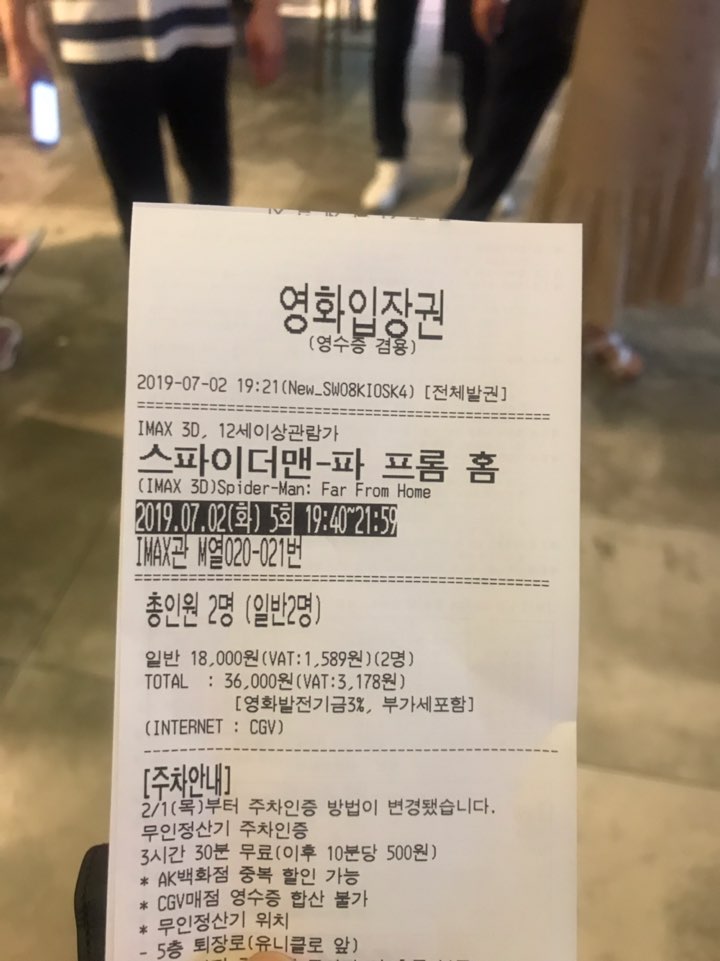 영화입장권
(영수증 겸용)
2019-07-02 19:21(New_SW08KIOSK4) [전체발권]
IMAX 3D, 12세이상관람가
스파이더맨-파 프롬 홈
(IMAX 3D)Spider-Man: Far From Home
2019.07.02(화) 5회 19:40~21:59
IMAX관 M열020-021번
총인원 2명 (일반2명)
일반 18,000원(VAT:1,589원)(2명)
TOTAL : 36,000원(VAT:3,178원)
[영화발전기금3%, 부가세포함]
(INTERNET : CGV)
[주차안내]
2/1(목)부터 주차인증 방법이 변경됐습니다.
무인정산기 주차인증
3시간 30분 무료(이후 10분당 500원)
* AK백화점 중복 할인 가능
* CGV매점 영수증 합산 불가
* 무인정산기 위치
- 5층 퇴장로(유니클로 앞)